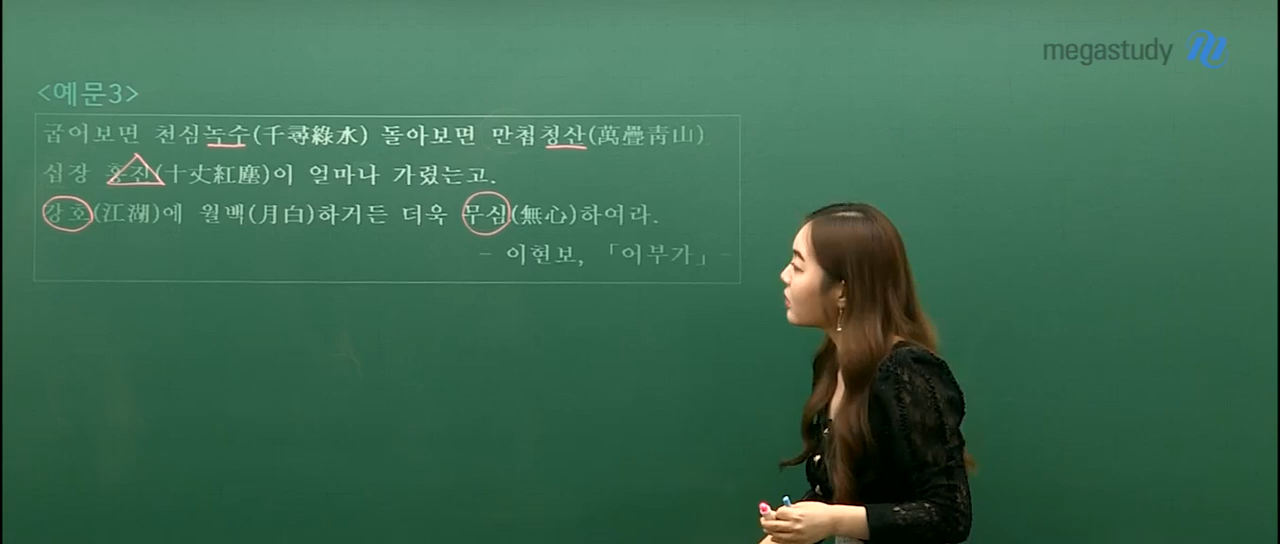 megastudy
<예문3>
굽어보면 천심녹수(千尋綠水) 돌아보면 만첩청산(萬疊靑山)
십장 홍진(十丈紅塵)이 얼마나 가렸는고.
강호(江湖)에 월백(月白)하거든 더욱 무심(無心)하여라.
- 이현보, 「어부가」 -